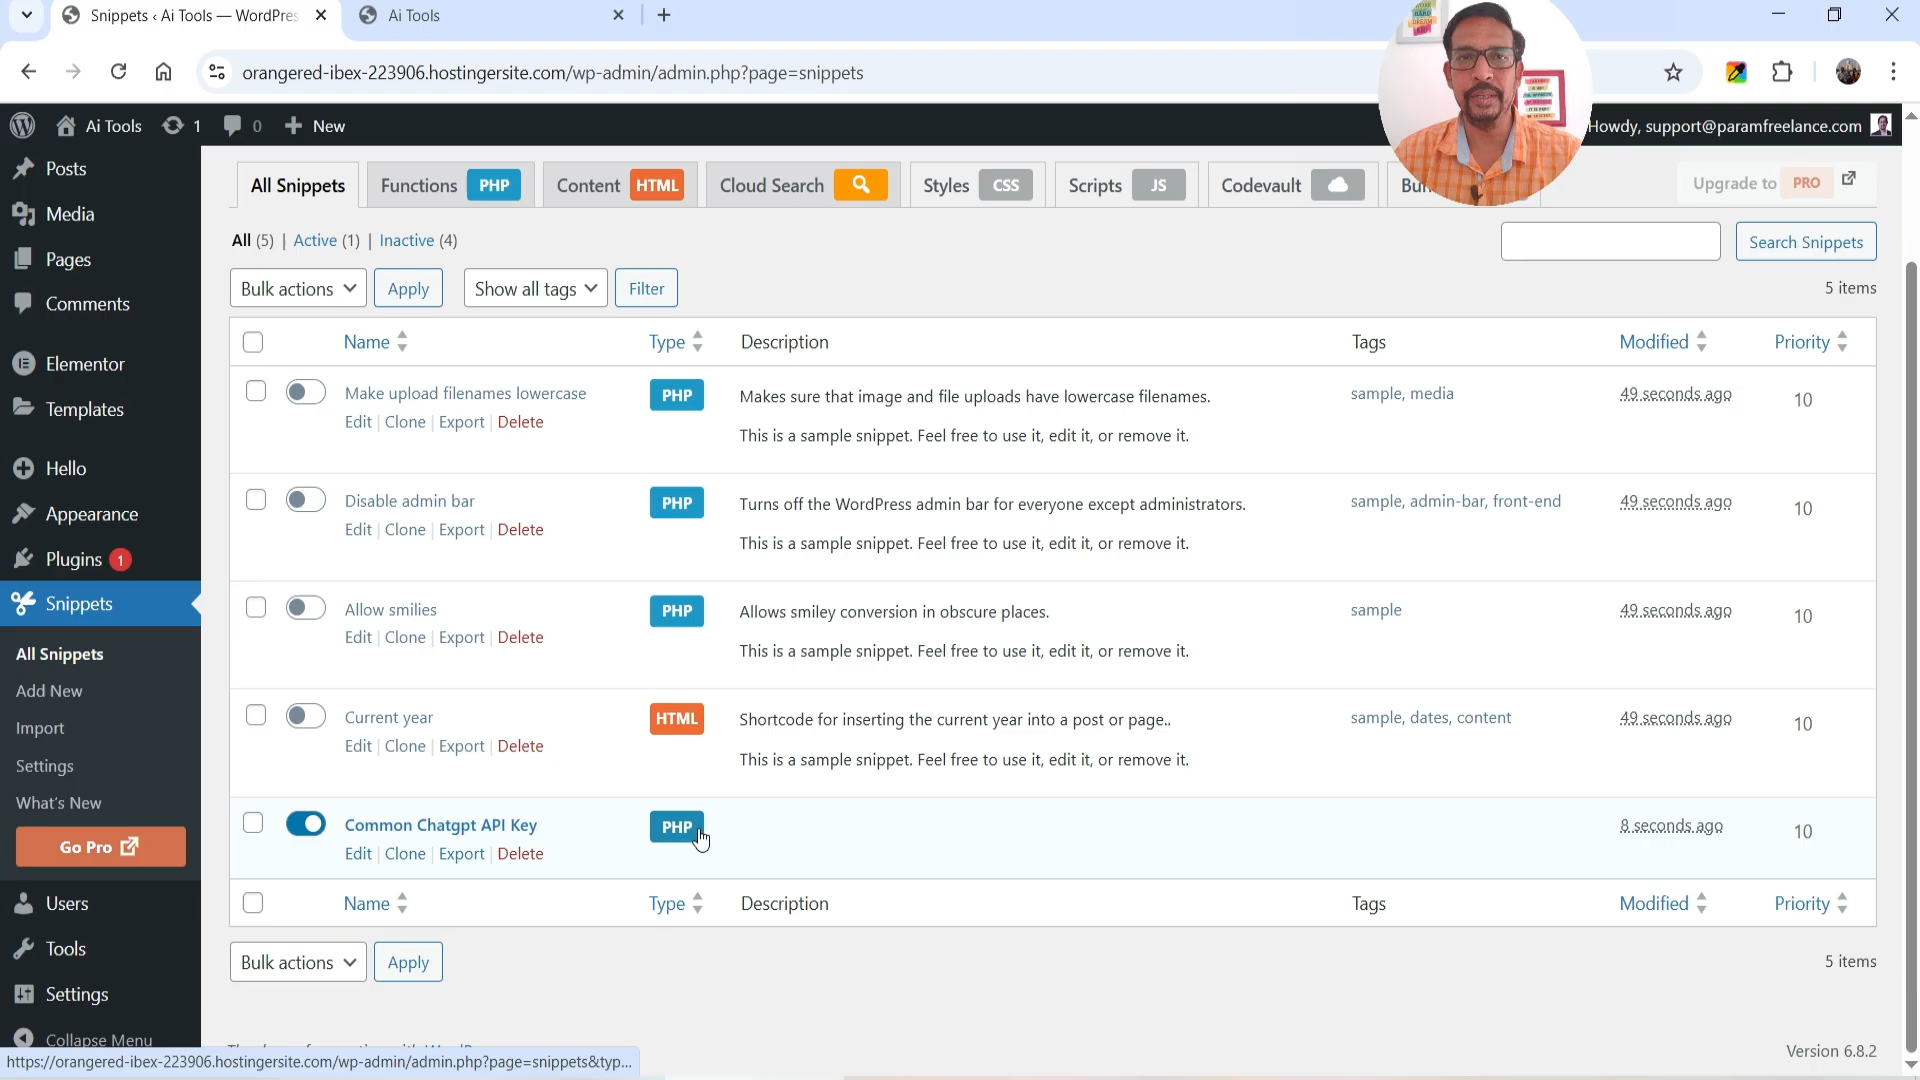 Snippets ‹ Ai Tools — WordPres
Ai Tools
orangered-ibex-223906.hostingersite.com/wp-admin/admin.php?page=snippets
Ai Tools
1
0
New
Howdy, support@paramfreelance.com
Posts
Media
Pages
Comments
Elementor
Templates
Hello
Appearance
Plugins 1
Snippets
All Snippets
Add New
Import
Settings
What's New
Go Pro
Users
Tools
Settings
Collapse Menu
All Snippets
Functions PHP
Content HTML
Cloud Search
Styles CSS
Scripts JS
Codevault
Upgrade to PRO
All (5) | Active (1) | Inactive (4)
Search Snippets
Bulk actions
Apply
Show all tags
Filter
5 items
Name Type Description Tags Modified Priority
Make upload filenames lowercase PHP Makes sure that image and file uploads have lowercase filenames. sample, media 49 seconds ago 10
Edit | Clone | Export | Delete This is a sample snippet. Feel free to use it, edit it, or remove it.
Disable admin bar PHP Turns off the WordPress admin bar for everyone except administrators. sample, admin-bar, front-end 49 seconds ago 10
Edit | Clone | Export | Delete This is a sample snippet. Feel free to use it, edit it, or remove it.
Allow smilies PHP Allows smiley conversion in obscure places. sample 49 seconds ago 10
Edit | Clone | Export | Delete This is a sample snippet. Feel free to use it, edit it, or remove it.
Current year HTML Shortcode for inserting the current year into a post or page.. sample, dates, content 49 seconds ago 10
Edit | Clone | Export | Delete This is a sample snippet. Feel free to use it, edit it, or remove it.
Common Chatgpt API Key PHP 8 seconds ago 10
Edit | Clone | Export | Delete
Name Type Description Tags Modified Priority
Bulk actions
Apply
5 items
Version 6.8.2
https://orangered-ibex-223906.hostingersite.com/wp-admin/admin.php?page=snippets&typ...